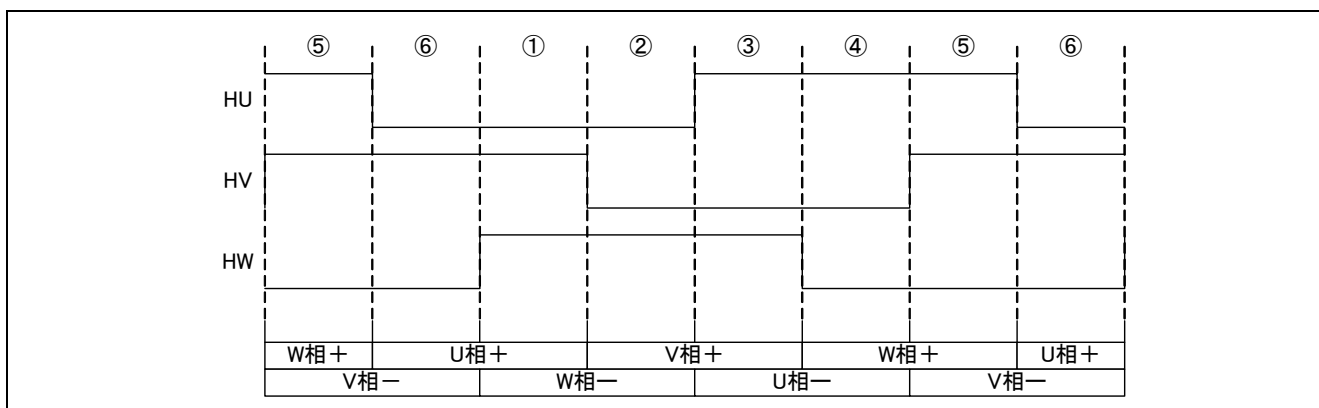 ⑤ ⑥ ① ② ③ ④ ⑤ ⑥
HU
HV
HW
W相＋ U相＋ V相＋ W相＋ U相＋
V相－ W相― U相― V相―